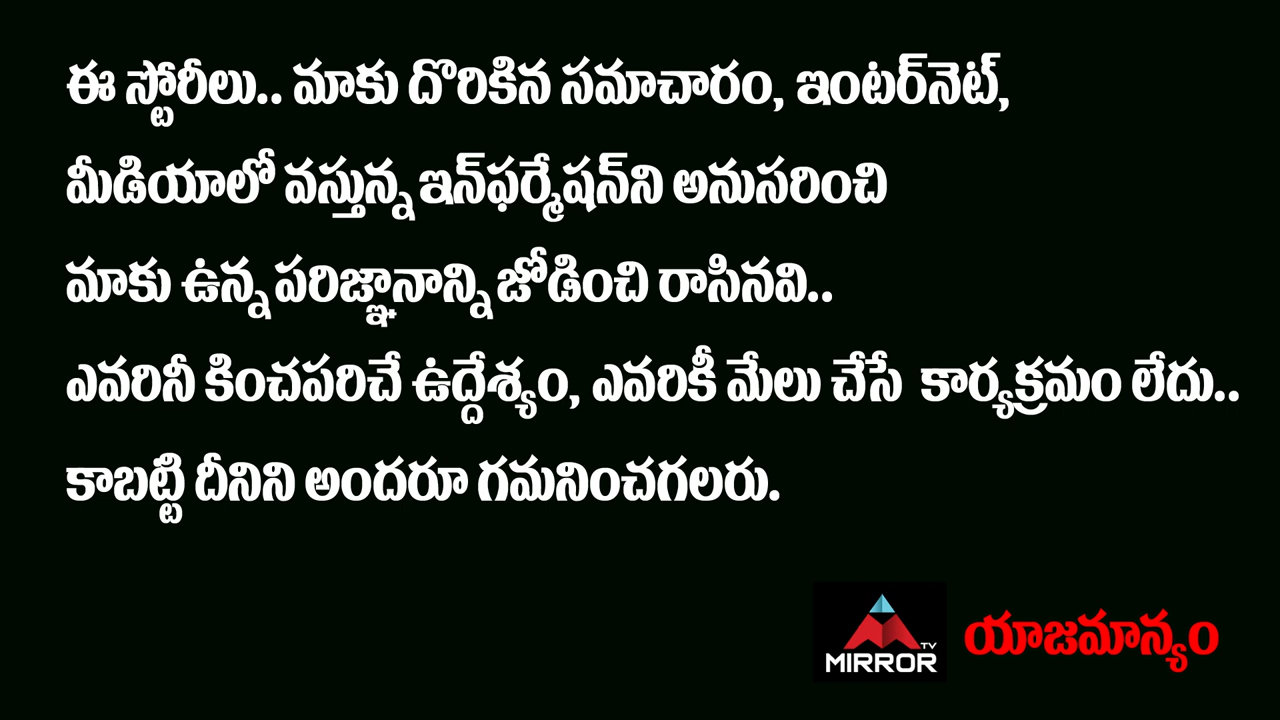 ఈ స్టోరీలు.. మాకు దొరికిన సమాచారం, ఇంటర్‌నెట్,
మీడియాలో వస్తున్న ఇన్‌ఫర్మేషన్‌ని అనుసరించి
మాకు ఉన్న పరిజ్ఞానాన్ని జోడించి రాసినవి..
ఎవరినీ కించపరిచే ఉద్దేశ్యం, ఎవరికీ మేలు చేసే కార్యక్రమం లేదు..
కాబట్టి దీనిని అందరూ గమనించగలరు.
TV
MIRROR
యాజమాన్యం